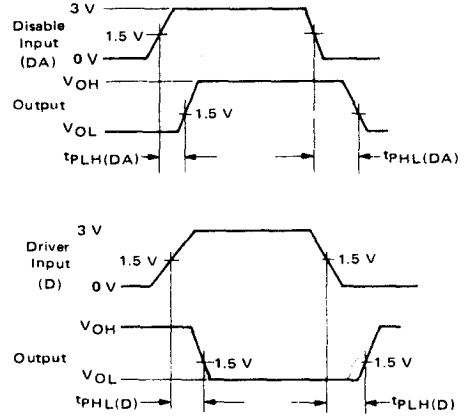 3 V
Disable
Input
(DA)
1.5 V
0 V
VOH
Output
1.5 V
VOL
tPLH(DA)
tPHL(DA)
3 V
Driver
Input
(D)
1.5 V
1.5 V
0 V
VOH
Output
1.5 V
1.5 V
VOL
tPHL(D)
tPLH(D)